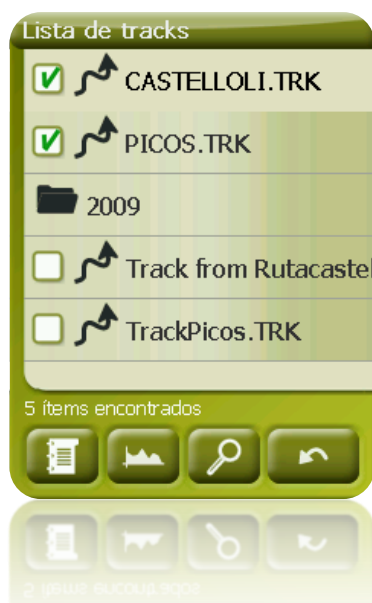 Lista de tracks
CASTELLOLI.TRK
PICOS.TRK
2009
Track from Rutacastel
TrackPicos.TRK
5 ítems encontrados